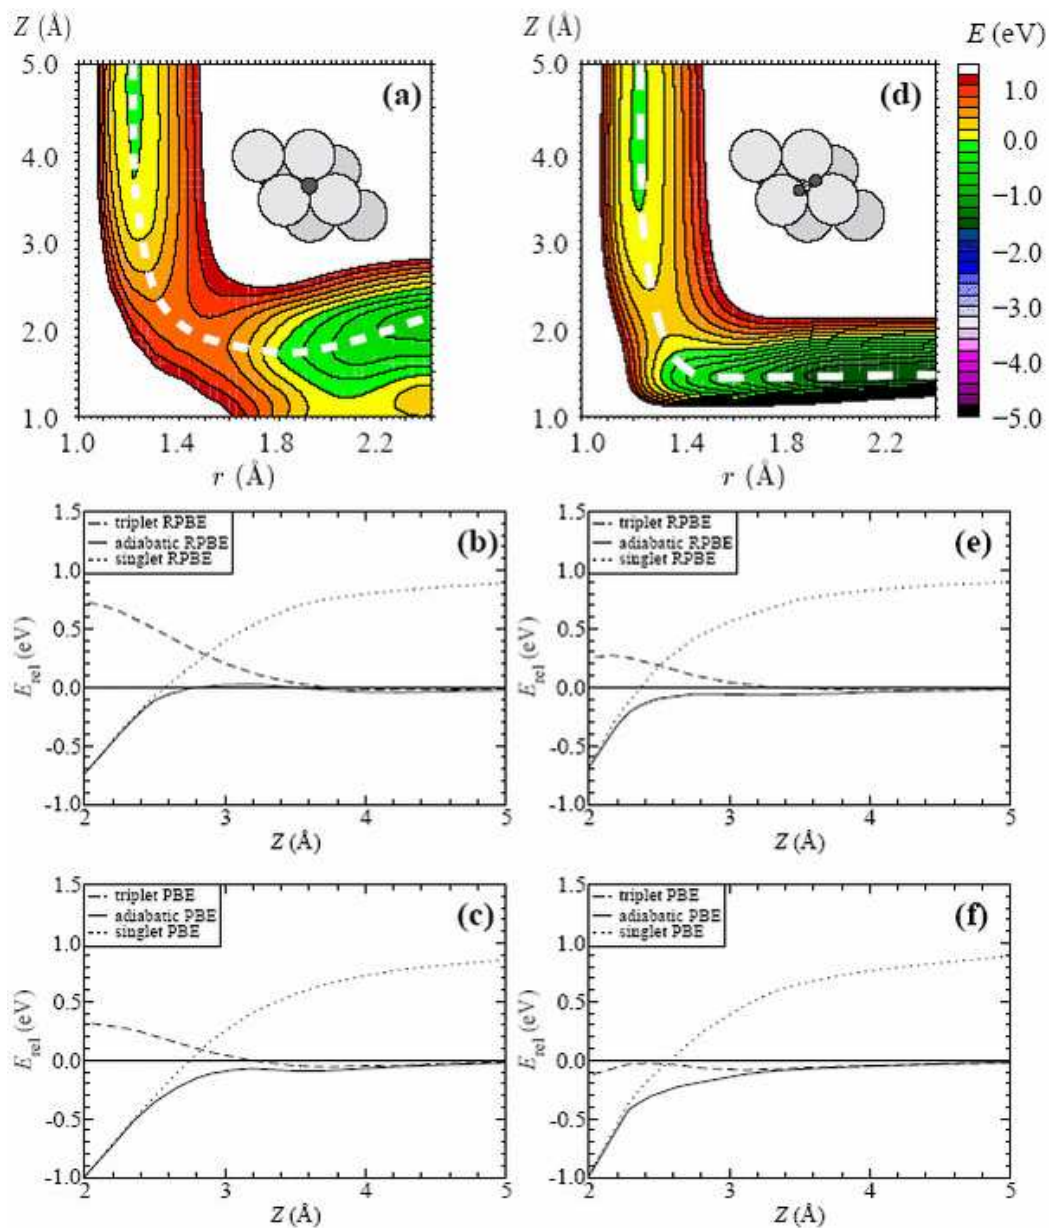 Z (Å)
Z (Å)
E (eV)
5.0
4.0
3.0
2.0
1.0
(a)
1.0
1.4
1.8
2.2
r (Å)
5.0
4.0
3.0
2.0
1.0
(d)
1.0
1.4
1.8
2.2
r (Å)
1.0
0.0
−1.0
−2.0
−3.0
−4.0
−5.0
1.5
1.0
0.5
0.0
-0.5
-1.0
E_rel (eV)
triplet RPBE
adiabatic RPBE
singlet RPBE
(b)
2
3
4
5
Z (Å)
1.5
1.0
0.5
0.0
-0.5
-1.0
E_rel (eV)
triplet RPBE
adiabatic RPBE
singlet RPBE
(e)
2
3
4
5
Z (Å)
1.5
1.0
0.5
0.0
-0.5
-1.0
E_rel (eV)
triplet PBE
adiabatic PBE
singlet PBE
(c)
2
3
4
5
Z (Å)
1.5
1.0
0.5
0.0
-0.5
-1.0
E_rel (eV)
triplet PBE
adiabatic PBE
singlet PBE
(f)
2
3
4
5
Z (Å)